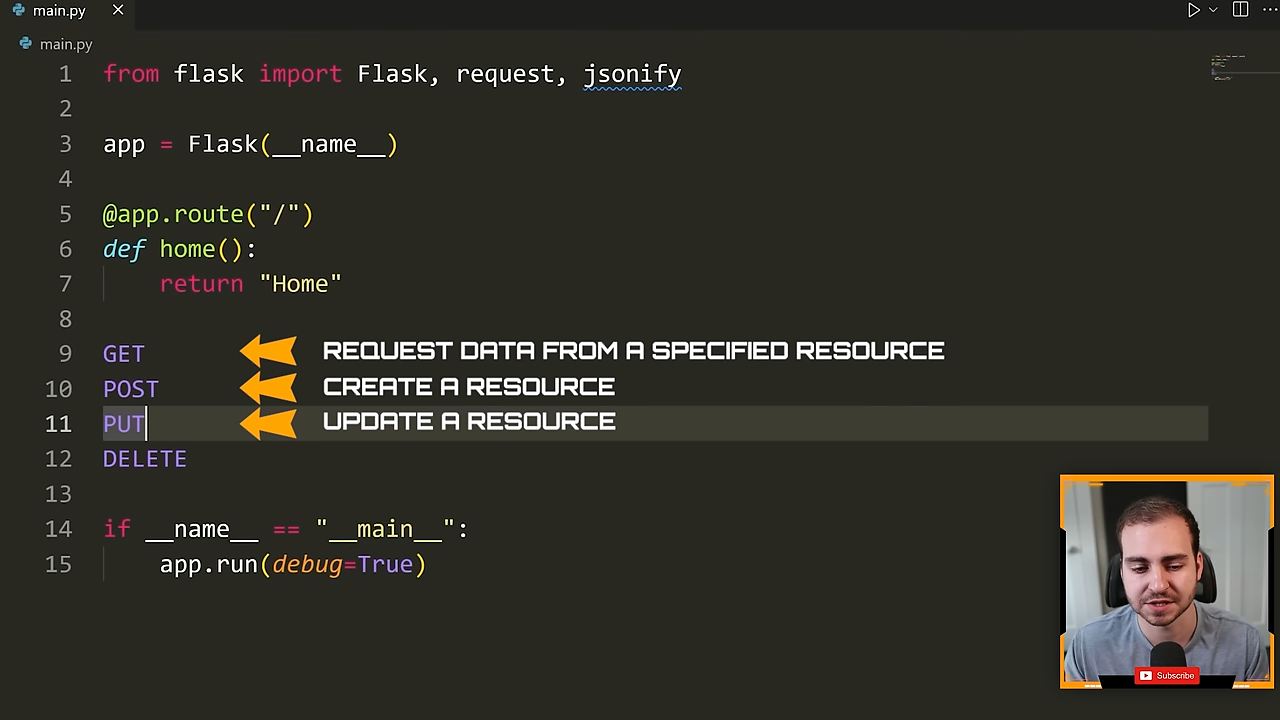 main.py
main.py
1 from flask import Flask, request, jsonify
2
3 app = Flask(__name__)
4
5 @app.route("/")
6 def home():
7 return "Home"
8
9 GET REQUEST DATA FROM A SPECIFIED RESOURCE
10 POST CREATE A RESOURCE
11 PUT UPDATE A RESOURCE
12 DELETE
13
14 if __name__ == "__main__":
15 app.run(debug=True)
Subscribe